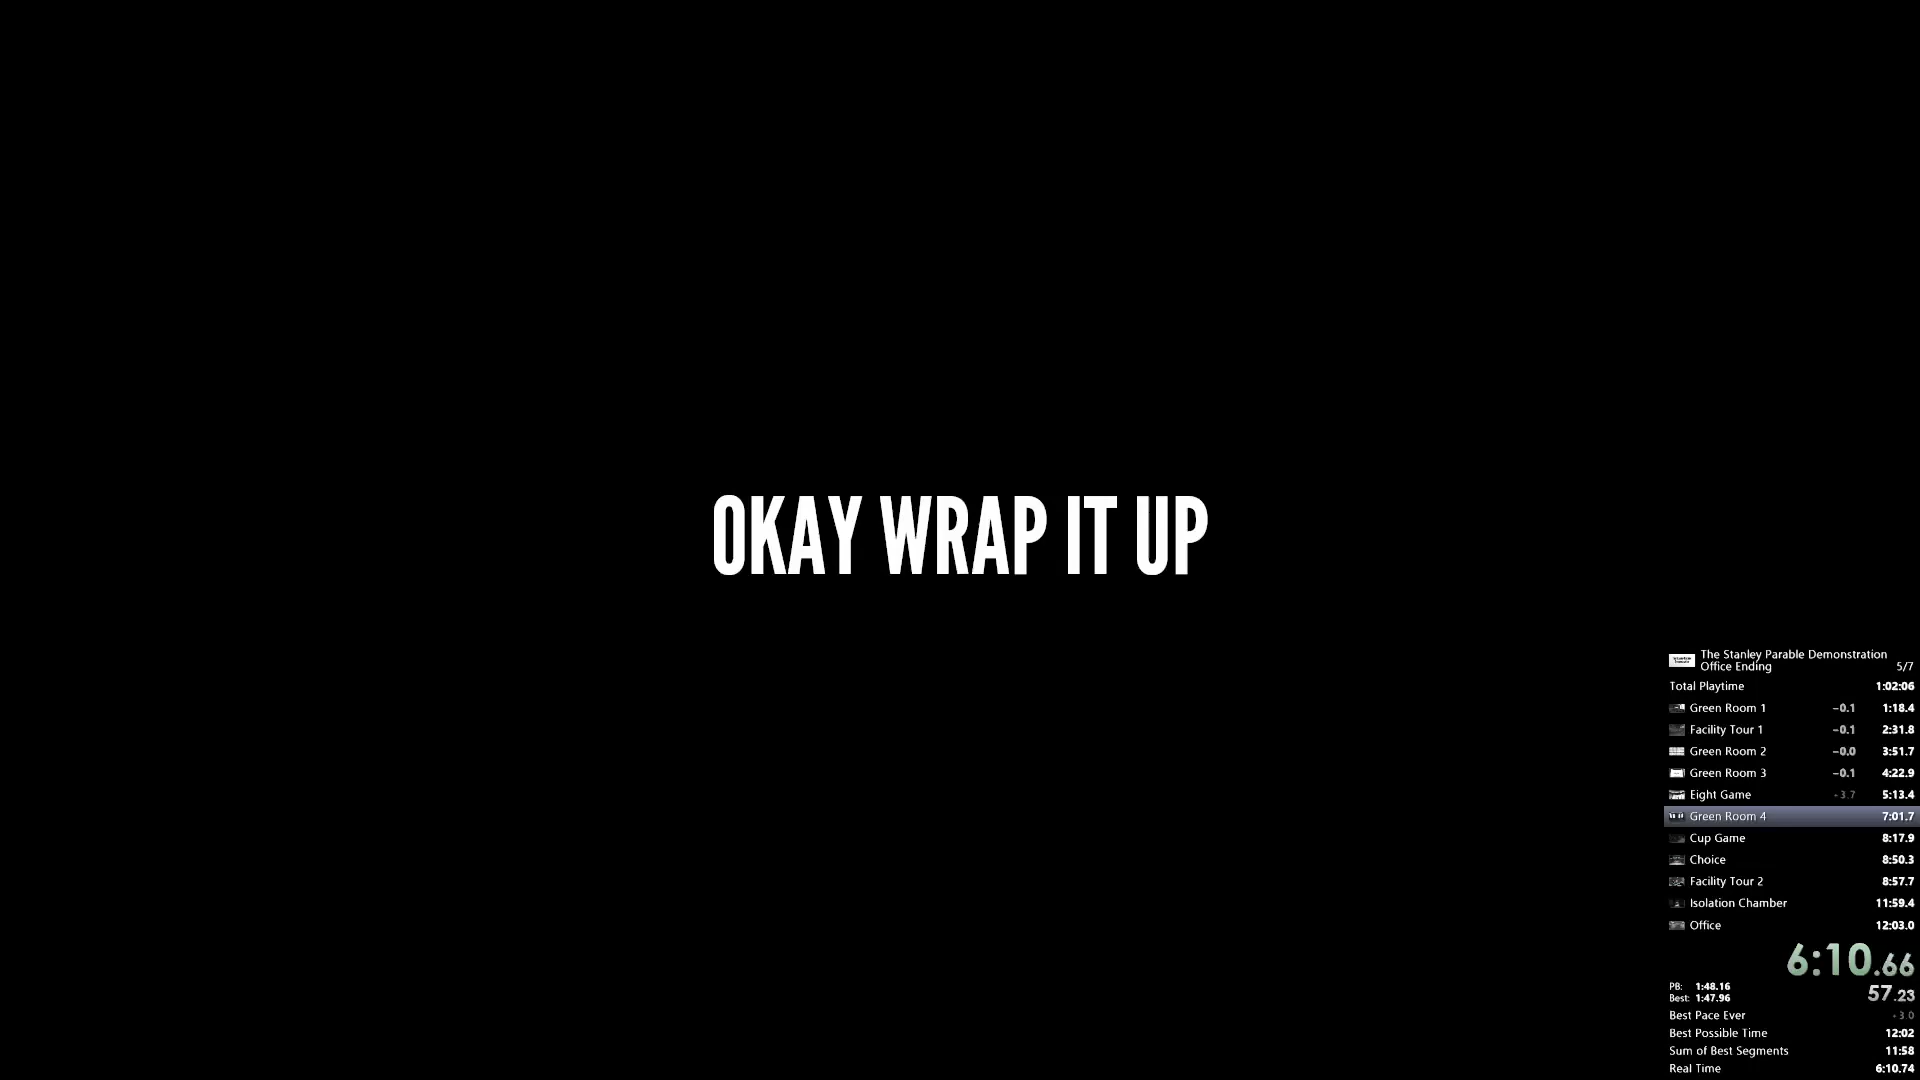 OKAY WRAP IT UP
The Stanley Parable Demonstration
Office Ending 5/7
Total Playtime 1:02:06
Green Room 1 −0.1 1:18.4
Facility Tour 1 −0.1 2:31.8
Green Room 2 −0.0 3:51.7
Green Room 3 −0.1 4:22.9
Eight Game 5:13.4
Green Room 4 7:01.7
Cup Game 8:17.9
Choice 8:50.3
Facility Tour 2 8:57.7
Isolation Chamber 11:59.4
Office 12:03.0
6:10.66
PB: 1:48.16
Best: 1:47.96
57.23
Best Pace Ever
Best Possible Time 12:02
Sum of Best Segments 11:58
Real Time 6:10.74